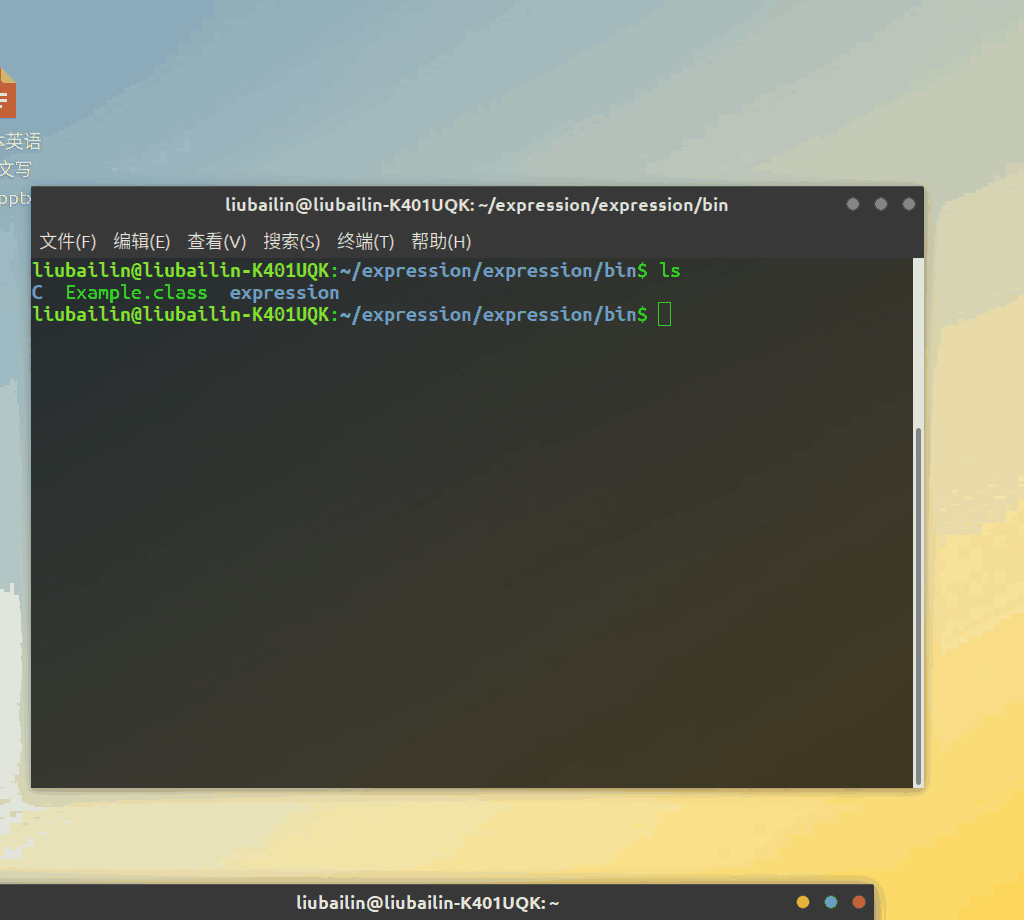 本英语
文写
pptx
liubailin@liubailin-K401UQK: ~/expression/expression/bin
文件(F) 编辑(E) 查看(V) 搜索(S) 终端(T) 帮助(H)
liubailin@liubailin-K401UQK:~/expression/expression/bin$ ls
C Example.class expression
liubailin@liubailin-K401UQK:~/expression/expression/bin$
liubailin@liubailin-K401UQK: ~